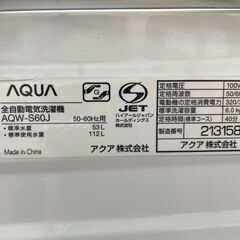 AQUA
全自動電気洗濯機
AQW-S60J 50-60Hz用
・標準水量 53L
・標準使用水量 112L
Made in China
JET
ハイアールジャパン
ホールディングス
株式会社
アクア株式会社
定格電圧 100V
定格周波数 50/60
電動機の定格消費電力 320/3
標準洗濯容量 6.0kg
定格時間(標準コース) 40分
213158
アクア株式会社